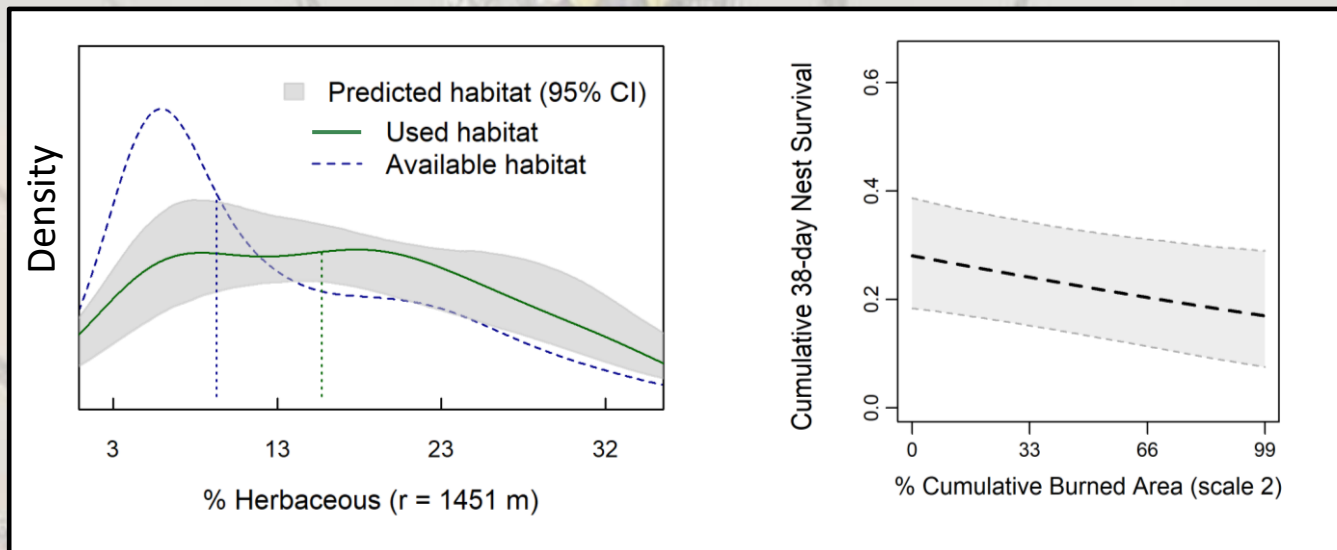 Predicted habitat (95% CI)
Used habitat
Available habitat
Density
3 13 23 32
% Herbaceous (r = 1451 m)
Cumulative 38-day Nest Survival
0.6
0.4
0.2
0.0
0 33 66 99
% Cumulative Burned Area (scale 2)